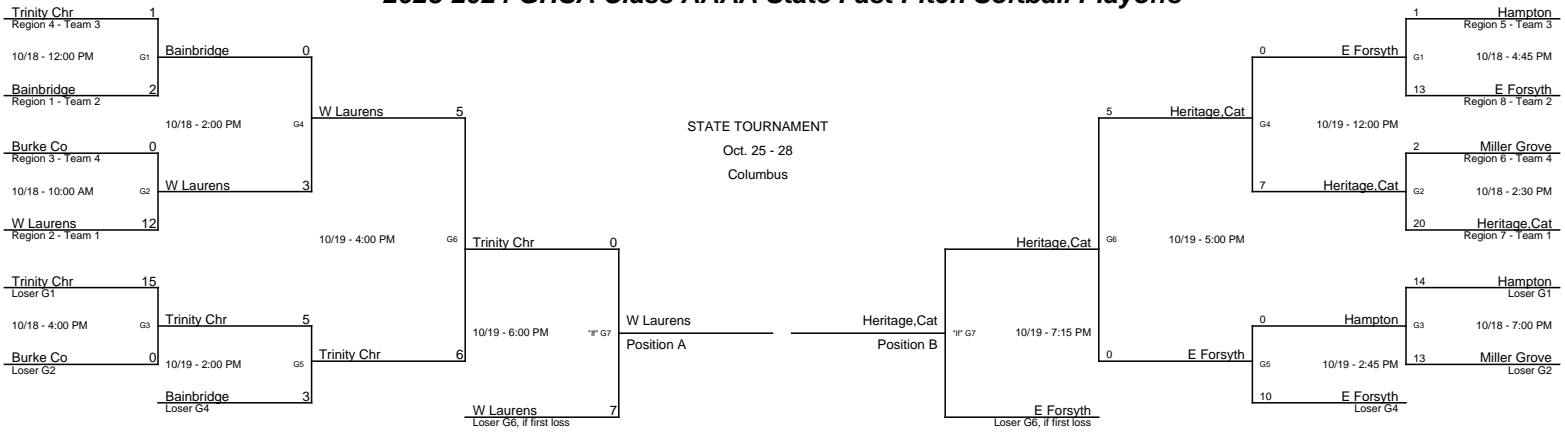 2023-2024 GHSA Class AAAA State Fast Pitch Softball Playoffs
Trinity Chr 1
Region 4 - Team 3
10/18 - 12:00 PM G1
Bainbridge 0
Bainbridge 2
Region 1 - Team 2
10/18 - 2:00 PM G4
W Laurens 5
Burke Co 0
Region 3 - Team 4
10/18 - 10:00 AM G2
W Laurens 3
W Laurens 12
Region 2 - Team 1
10/19 - 4:00 PM G6
Trinity Chr 0
Trinity Chr 15
Loser G1
10/18 - 4:00 PM G3
Trinity Chr 5
Burke Co 0
Loser G2
10/19 - 2:00 PM G5
Trinity Chr 6
Bainbridge 3
Loser G4
10/19 - 6:00 PM "If" G7
W Laurens
Position A
W Laurens 7
Loser G6, if first loss
STATE TOURNAMENT
Oct. 25 - 28
Columbus
1 Hampton
Region 5 - Team 3
0 E Forsyth
G1 10/18 - 4:45 PM
13 E Forsyth
Region 8 - Team 2
5 Heritage,Cat
G4 10/19 - 12:00 PM
2 Miller Grove
Region 6 - Team 4
7 Heritage,Cat
G2 10/18 - 2:30 PM
20 Heritage,Cat
Region 7 - Team 1
Heritage,Cat
G6 10/19 - 5:00 PM
14 Hampton
Loser G1
0 Hampton
G3 10/18 - 7:00 PM
13 Miller Grove
Loser G2
0 E Forsyth
G5 10/19 - 2:45 PM
10 E Forsyth
Loser G4
Heritage,Cat
Position B
"If" G7 10/19 - 7:15 PM
E Forsyth
Loser G6, if first loss